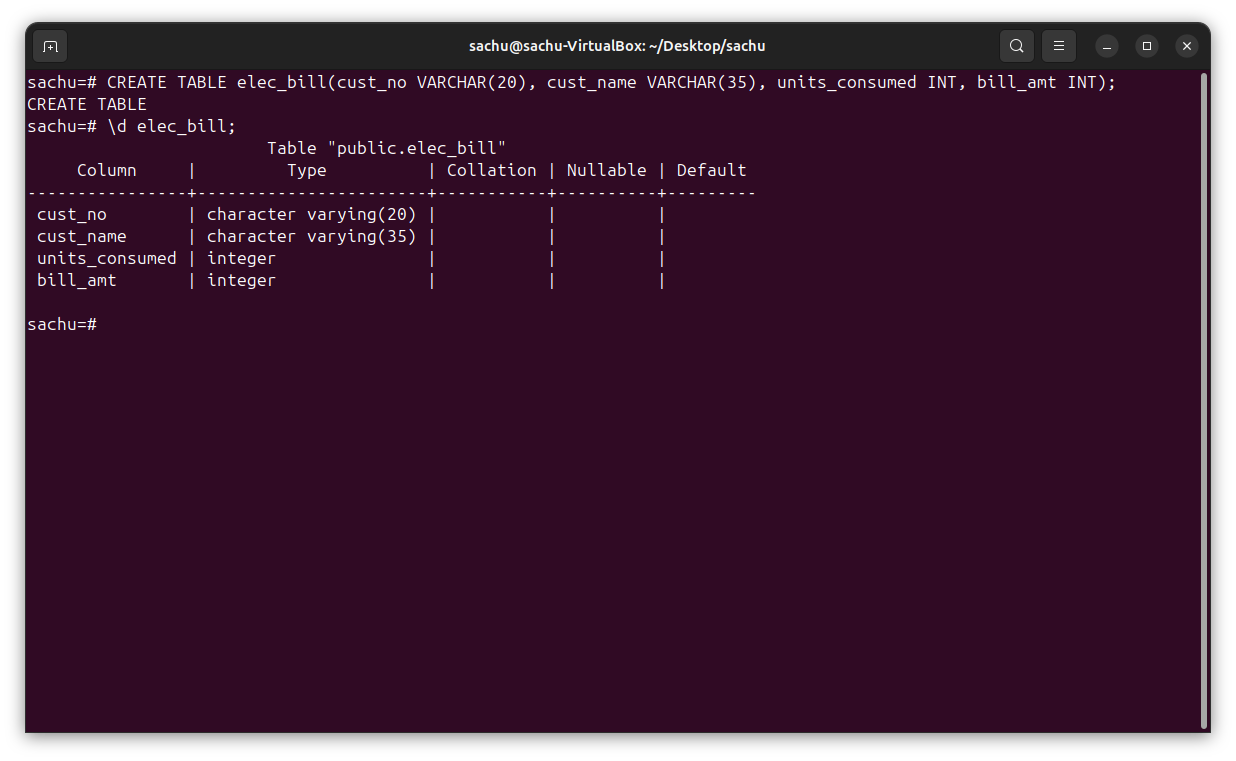 sachu@sachu-VirtualBox: ~/Desktop/sachu
sachu=# CREATE TABLE elec_bill(cust_no VARCHAR(20), cust_name VARCHAR(35), units_consumed INT, bill_amt INT);
CREATE TABLE
sachu=# \d elec_bill;
                        Table "public.elec_bill"
     Column     |         Type          | Collation | Nullable | Default
----------------+-----------------------+-----------+----------+---------
 cust_no        | character varying(20) |           |          |
 cust_name      | character varying(35) |           |          |
 units_consumed | integer               |           |          |
 bill_amt       | integer               |           |          |
sachu=#